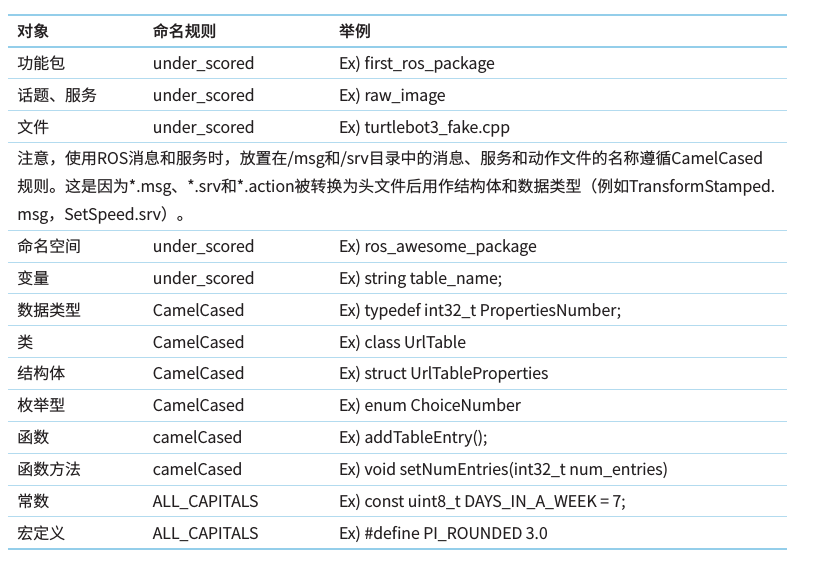 对象 命名规则 举例
功能包 under_scored Ex) first_ros_package
话题、服务 under_scored Ex) raw_image
文件 under_scored Ex) turtlebot3_fake.cpp
注意，使用ROS消息和服务时，放置在/msg和/srv目录中的消息、服务和动作文件的名称遵循CamelCased
规则。这是因为*.msg、*.srv和*.action被转换为头文件后用作结构体和数据类型（例如TransformStamped.
msg，SetSpeed.srv）。
命名空间 under_scored Ex) ros_awesome_package
变量 under_scored Ex) string table_name;
数据类型 CamelCased Ex) typedef int32_t PropertiesNumber;
类 CamelCased Ex) class UrlTable
结构体 CamelCased Ex) struct UrlTableProperties
枚举型 CamelCased Ex) enum ChoiceNumber
函数 camelCased Ex) addTableEntry();
函数方法 camelCased Ex) void setNumEntries(int32_t num_entries)
常数 ALL_CAPITALS Ex) const uint8_t DAYS_IN_A_WEEK = 7;
宏定义 ALL_CAPITALS Ex) #define PI_ROUNDED 3.0